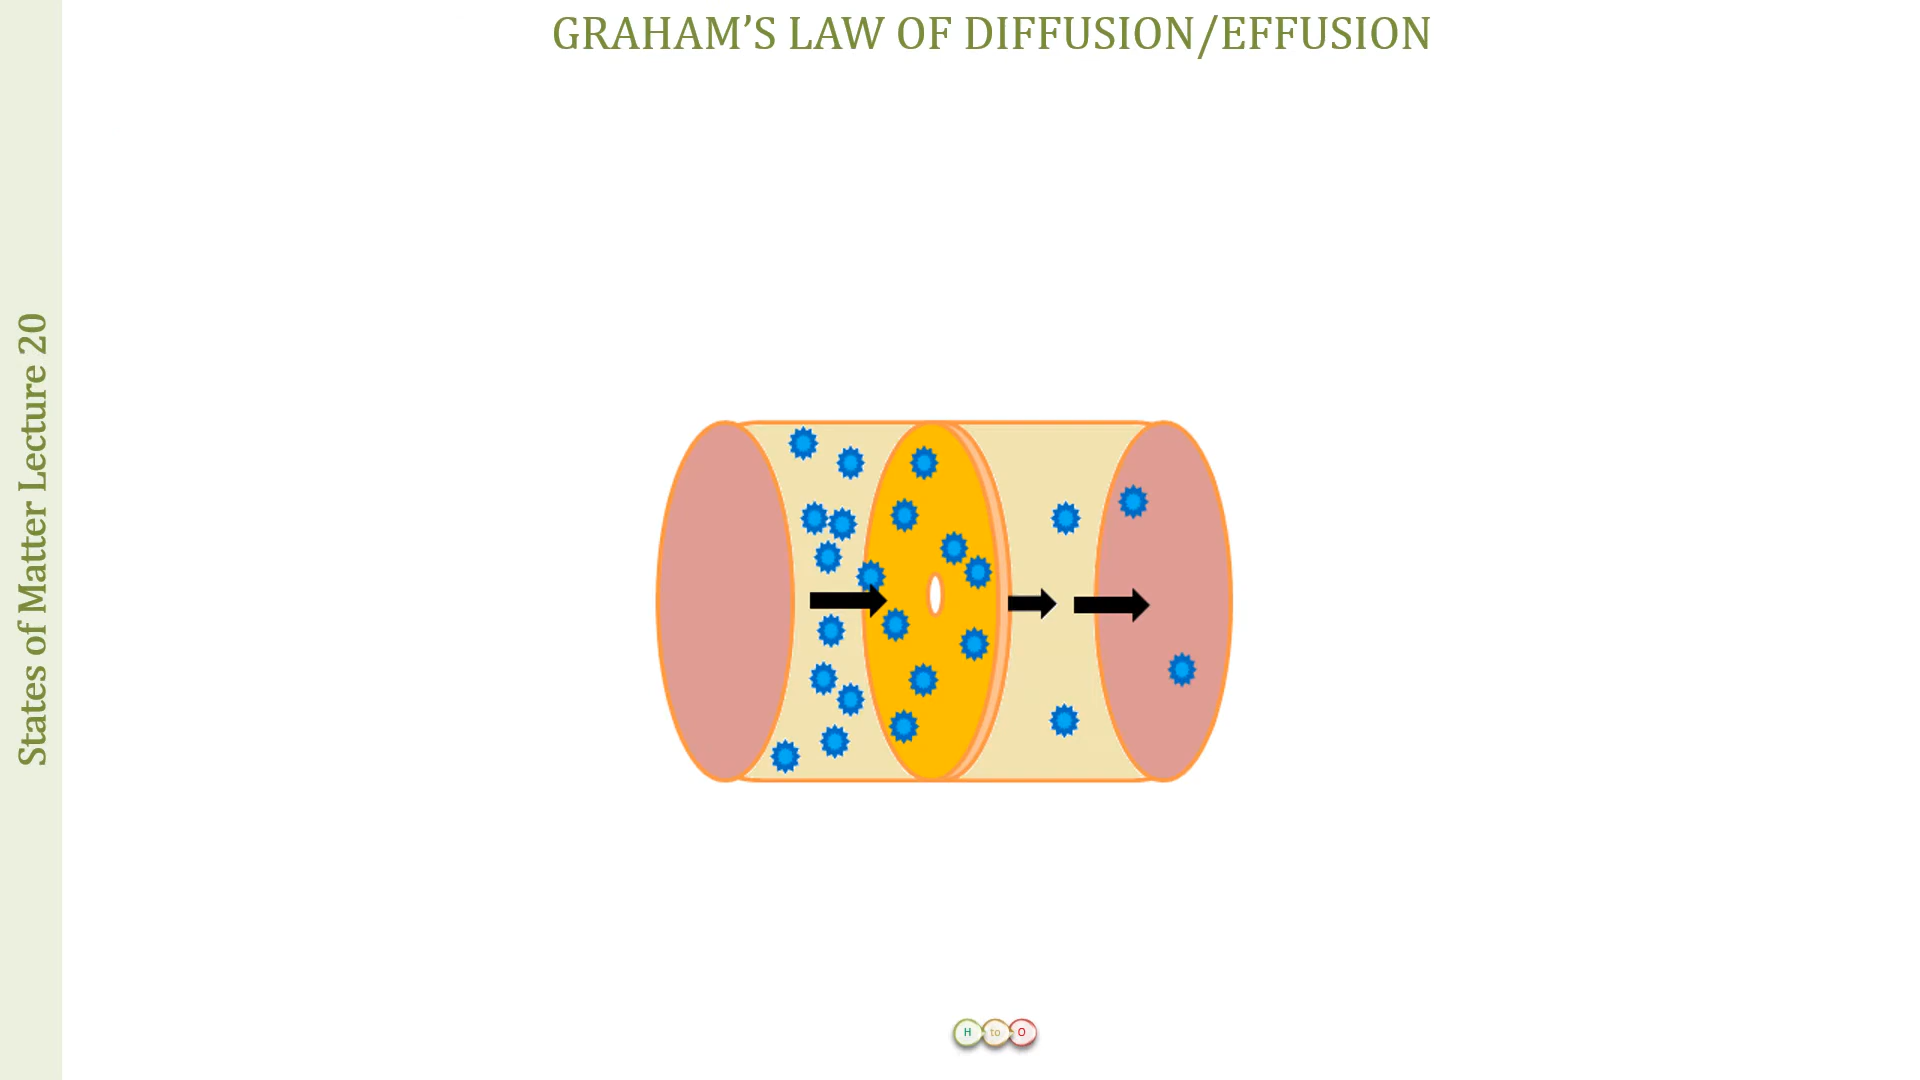 GRAHAM’S LAW OF DIFFUSION/EFFUSION
States of Matter Lecture 20
H to O